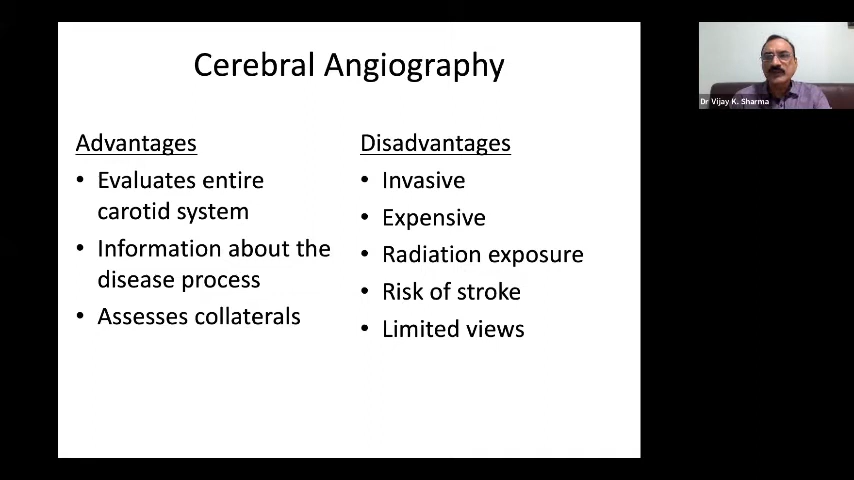 Cerebral Angiography
Advantages
• Evaluates entire
carotid system
• Information about the
disease process
• Assesses collaterals
Disadvantages
• Invasive
• Expensive
• Radiation exposure
• Risk of stroke
• Limited views
Dr Vijay K. Sharma